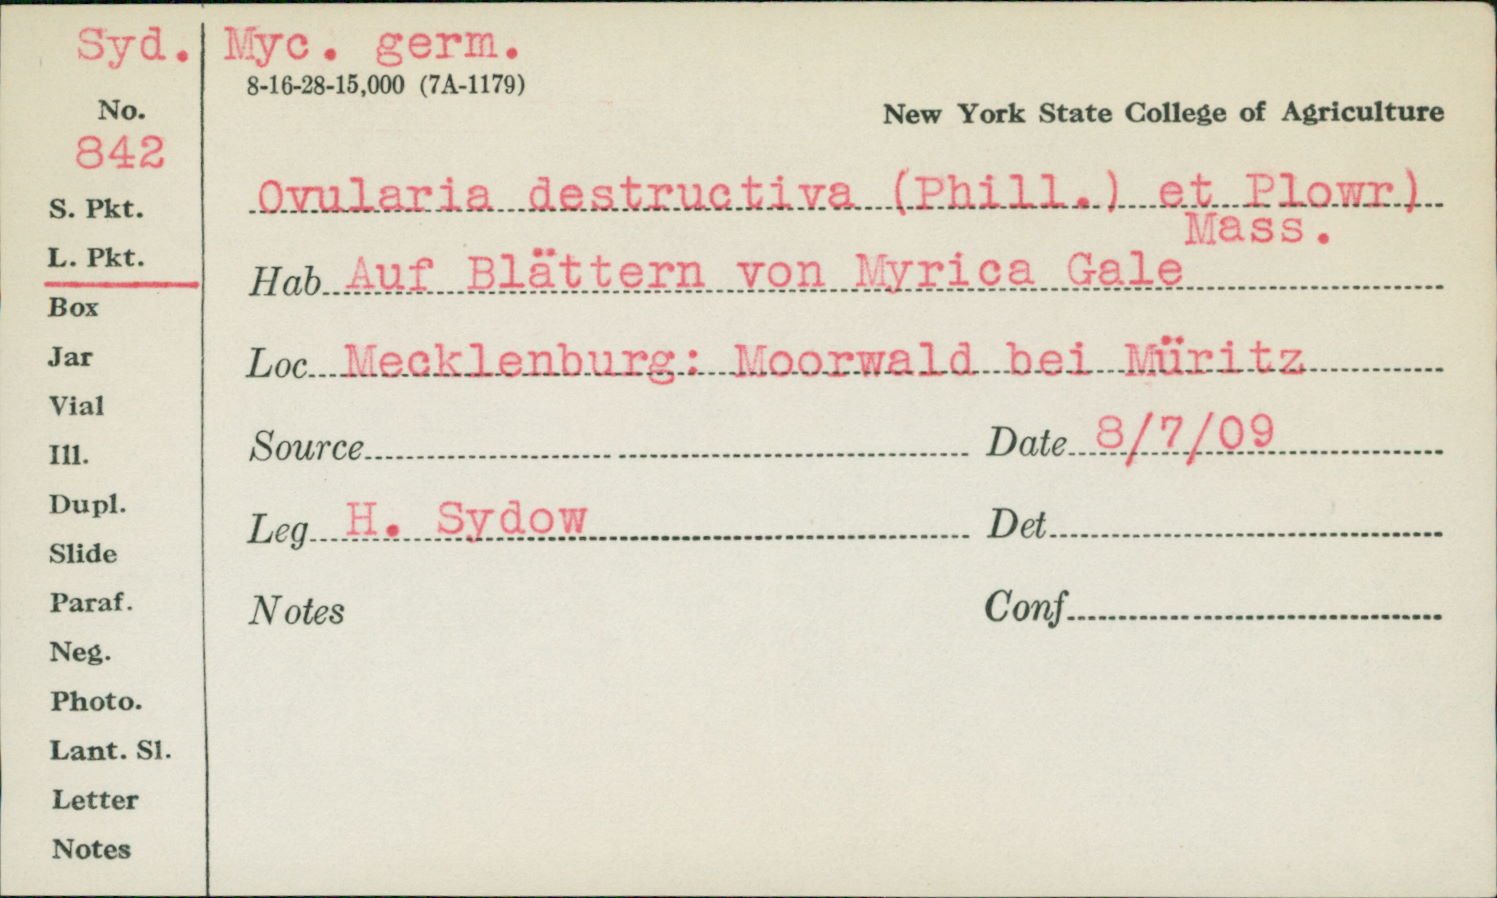 Syd. Myc. germ.
8-16-28-15,000 (7A-1179)
No.
New York State College of Agriculture
842
Ovularia destructiva (Phill.) et Plowr)
S. Pkt.
Mass.
L. Pkt.
Hab. Auf Blättern von Myrica Gale
Box
Jar
Loc. Mecklenburg: Moorwald bei Müritz
Vial
Ill.
Source Date 8/7/09
Dupl.
Leg. H. Sydow Det.
Slide
Paraf.
Notes Conf.
Neg.
Photo.
Lant. Sl.
Letter
Notes